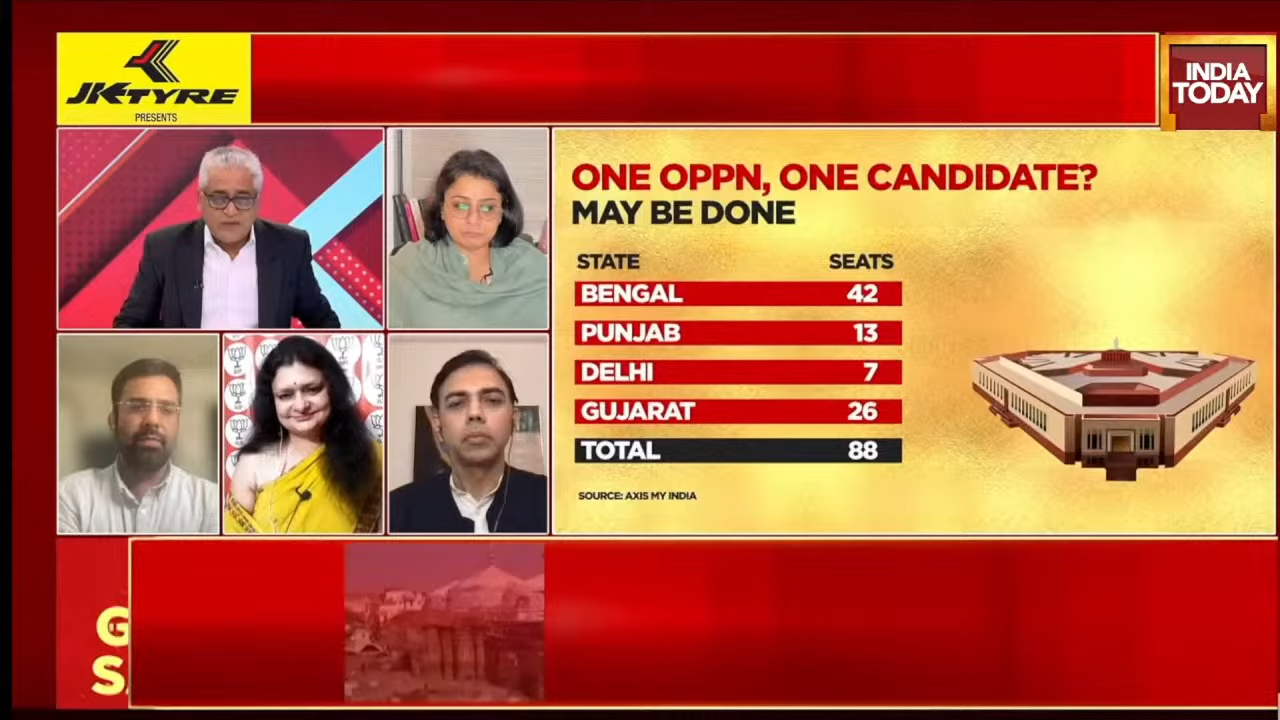 JK TYRE
PRESENTS
INDIA
TODAY
ONE OPPN, ONE CANDIDATE?
MAY BE DONE
STATE SEATS
BENGAL 42
PUNJAB 13
DELHI 7
GUJARAT 26
TOTAL 88
SOURCE: AXIS MY INDIA
G
S